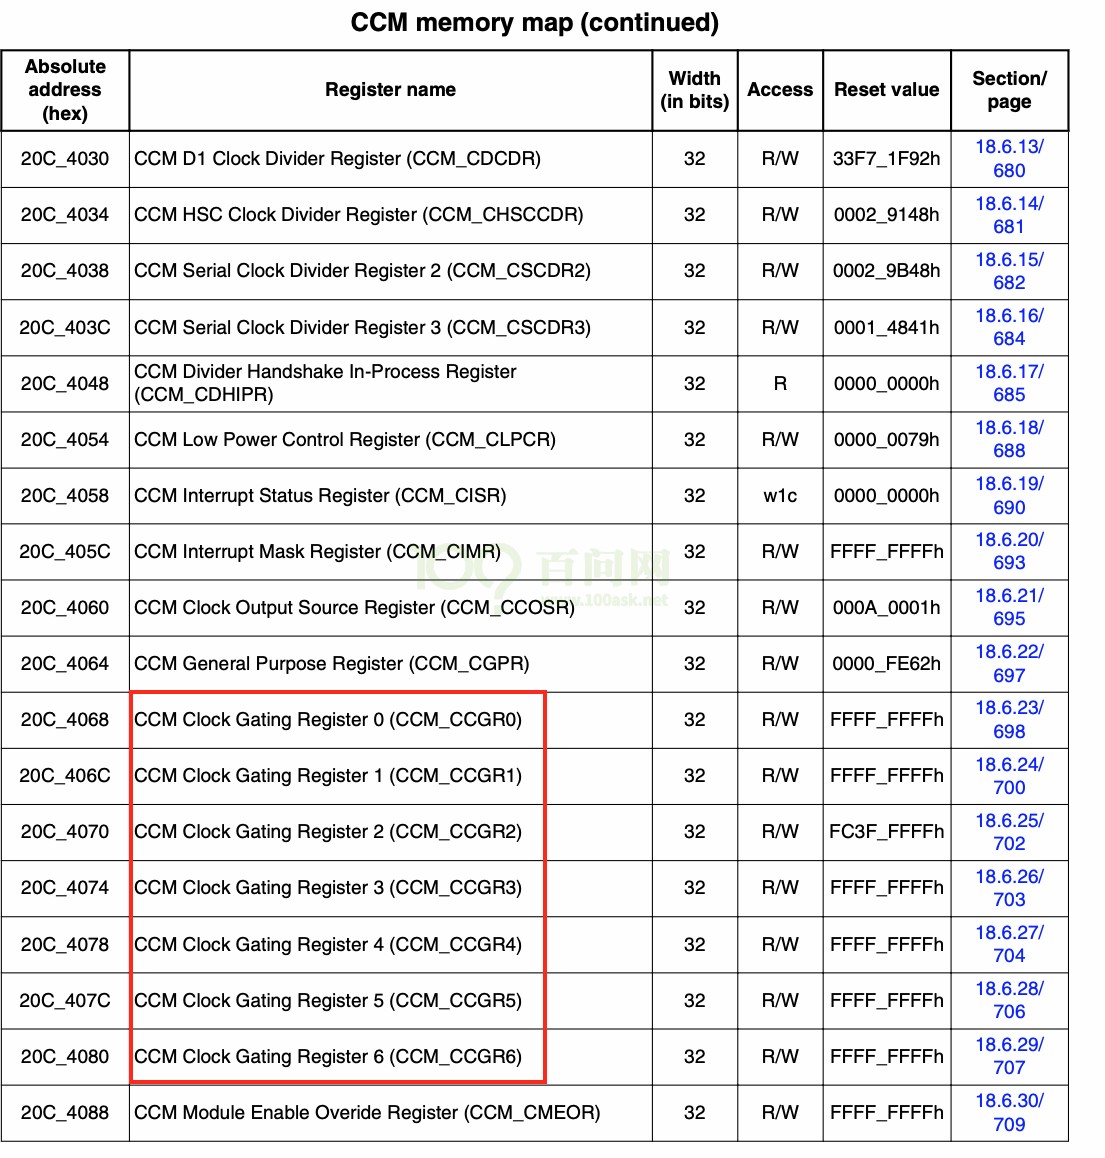 CCM memory map (continued)
Absolute
address
(hex)
Register name
Width
(in bits)
Access
Reset value
Section/
page
20C_4030 CCM D1 Clock Divider Register (CCM_CDCDR) 32 R/W 33F7_1F92h 18.6.13/
680
20C_4034 CCM HSC Clock Divider Register (CCM_CHSCCDR) 32 R/W 0002_9148h 18.6.14/
681
20C_4038 CCM Serial Clock Divider Register 2 (CCM_CSCDR2) 32 R/W 0002_9B48h 18.6.15/
682
20C_403C CCM Serial Clock Divider Register 3 (CCM_CSCDR3) 32 R/W 0001_4841h 18.6.16/
684
20C_4048 CCM Divider Handshake In-Process Register
(CCM_CDHIPR) 32 R 0000_0000h 18.6.17/
685
20C_4054 CCM Low Power Control Register (CCM_CLPCR) 32 R/W 0000_0079h 18.6.18/
688
20C_4058 CCM Interrupt Status Register (CCM_CISR) 32 w1c 0000_0000h 18.6.19/
690
20C_405C CCM Interrupt Mask Register (CCM_CIMR) 32 R/W FFFF_FFFFh 18.6.20/
693
百问网
www.100ask.net
20C_4060 CCM Clock Output Source Register (CCM_CCOSR) 32 R/W 000A_0001h 18.6.21/
695
20C_4064 CCM General Purpose Register (CCM_CGPR) 32 R/W 0000_FE62h 18.6.22/
697
20C_4068 CCM Clock Gating Register 0 (CCM_CCGR0) 32 R/W FFFF_FFFFh 18.6.23/
698
20C_406C CCM Clock Gating Register 1 (CCM_CCGR1) 32 R/W FFFF_FFFFh 18.6.24/
700
20C_4070 CCM Clock Gating Register 2 (CCM_CCGR2) 32 R/W FC3F_FFFFh 18.6.25/
702
20C_4074 CCM Clock Gating Register 3 (CCM_CCGR3) 32 R/W FFFF_FFFFh 18.6.26/
703
20C_4078 CCM Clock Gating Register 4 (CCM_CCGR4) 32 R/W FFFF_FFFFh 18.6.27/
704
20C_407C CCM Clock Gating Register 5 (CCM_CCGR5) 32 R/W FFFF_FFFFh 18.6.28/
706
20C_4080 CCM Clock Gating Register 6 (CCM_CCGR6) 32 R/W FFFF_FFFFh 18.6.29/
707
20C_4088 CCM Module Enable Overide Register (CCM_CMEOR) 32 R/W FFFF_FFFFh 18.6.30/
709